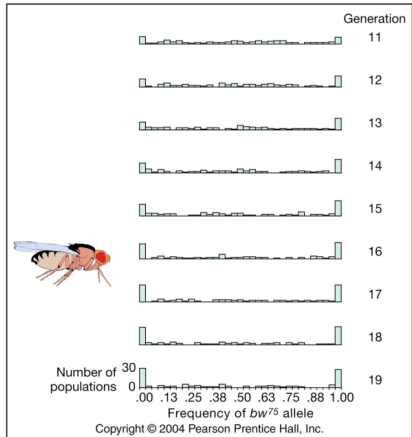 Generation
11
12
13
14
15
16
17
18
19
Number of
populations
30
0
.00 .13 .25 .38 .50 .63 .75 .88 1.00
Frequency of bw75 allele
Copyright © 2004 Pearson Prentice Hall, Inc.